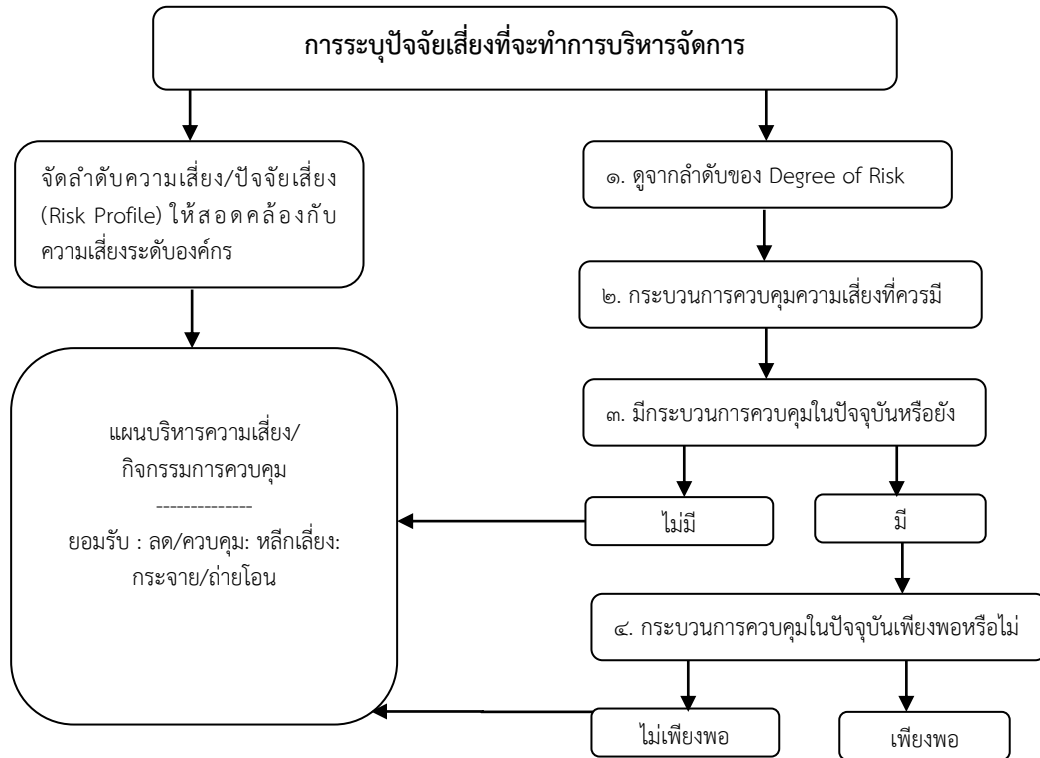 การระบุปัจจัยเสี่ยงที่จะทำการบริหารจัดการ
จัดลำดับความเสี่ยง/ปัจจัยเสี่ยง
(Risk Profile) ให้สอดคล้องกับ
ความเสี่ยงระดับองค์กร
แผนบริหารความเสี่ยง/
กิจกรรมการควบคุม
--------------
ยอมรับ : ลด/ควบคุม: หลีกเลี่ยง:
กระจาย/ถ่ายโอน
๑. ดูจากลำดับของ Degree of Risk
๒. กระบวนการควบคุมความเสี่ยงที่ควรมี
๓. มีกระบวนการควบคุมในปัจจุบันหรือยัง
ไม่มี
มี
๔. กระบวนการควบคุมในปัจจุบันเพียงพอหรือไม่
ไม่เพียงพอ
เพียงพอ